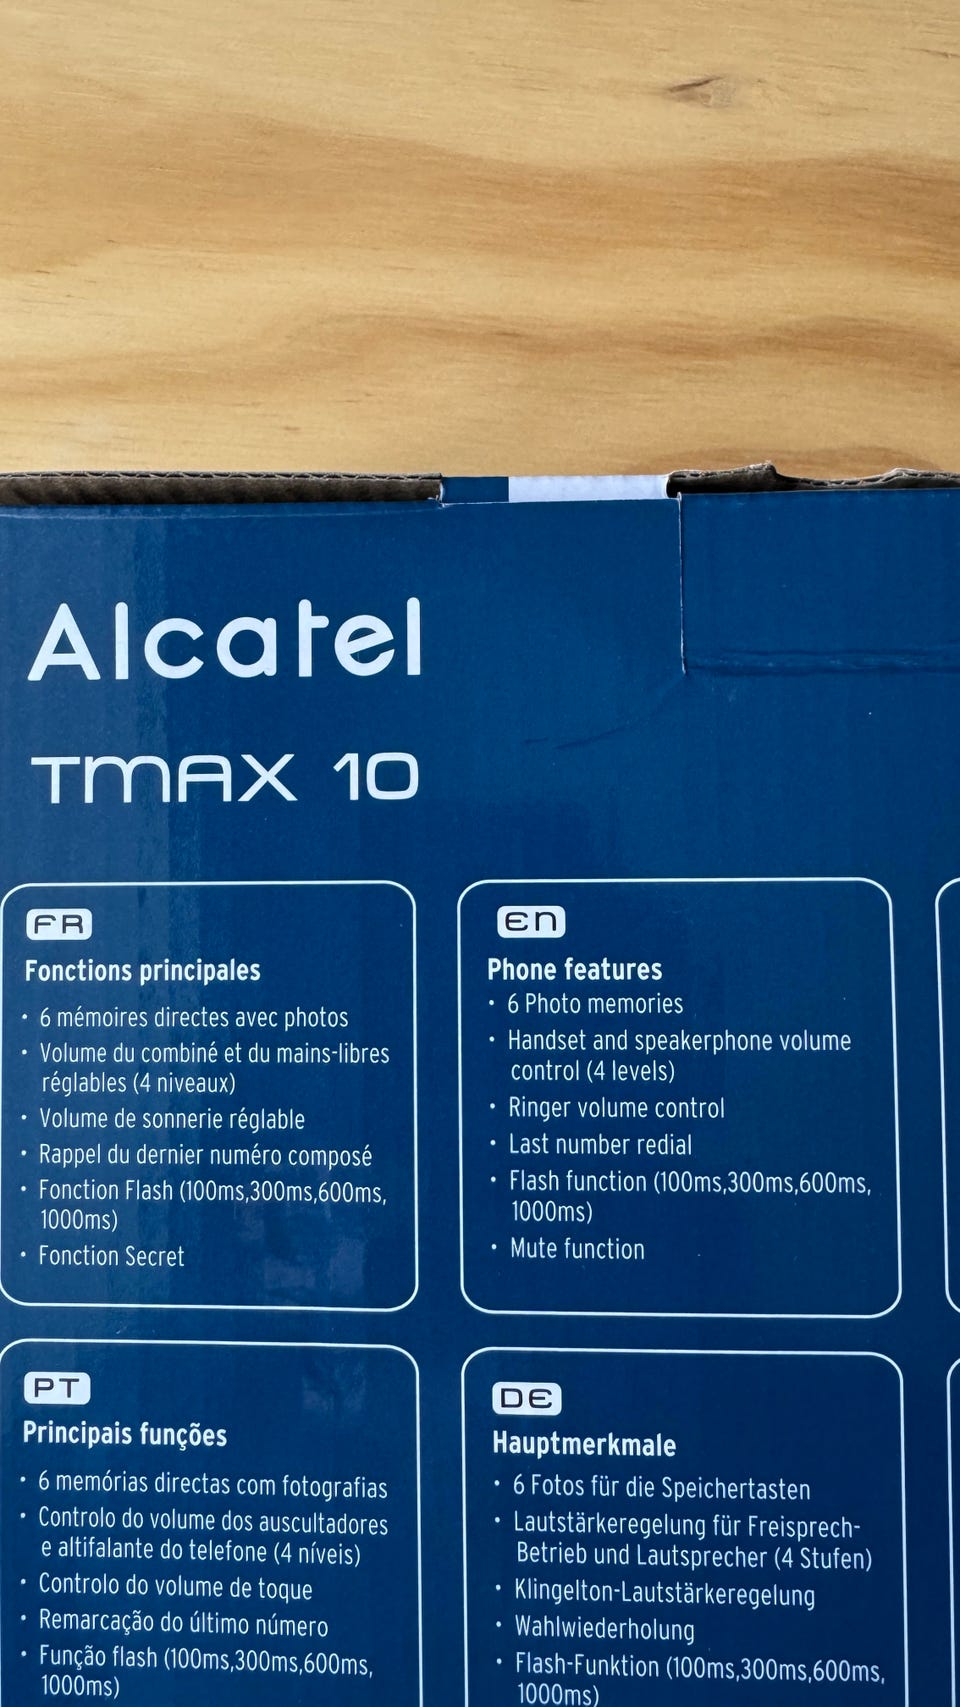 Alcatel
TMAX 10
FR
Fonctions principales
• 6 mémoires directes avec photos
• Volume du combiné et du mains-libres
réglables (4 niveaux)
• Volume de sonnerie réglable
• Rappel du dernier numéro composé
• Fonction Flash (100ms,300ms,600ms,
1000ms)
• Fonction Secret
EN
Phone features
• 6 Photo memories
• Handset and speakerphone volume
control (4 levels)
• Ringer volume control
• Last number redial
• Flash function (100ms,300ms,600ms,
1000ms)
• Mute function
PT
Principais funções
• 6 memórias directas com fotografias
• Controlo do volume dos auscultadores
e altifalante do telefone (4 níveis)
• Controlo do volume de toque
• Remarcação do último número
• Função flash (100ms,300ms,600ms,
1000ms)
DE
Hauptmerkmale
• 6 Fotos für die Speichertasten
• Lautstärkeregelung für Freisprech-
Betrieb und Lautsprecher (4 Stufen)
• Klingelton-Lautstärkeregelung
• Wahlwiederholung
• Flash-Funktion (100ms,300ms,600ms,
1000ms)